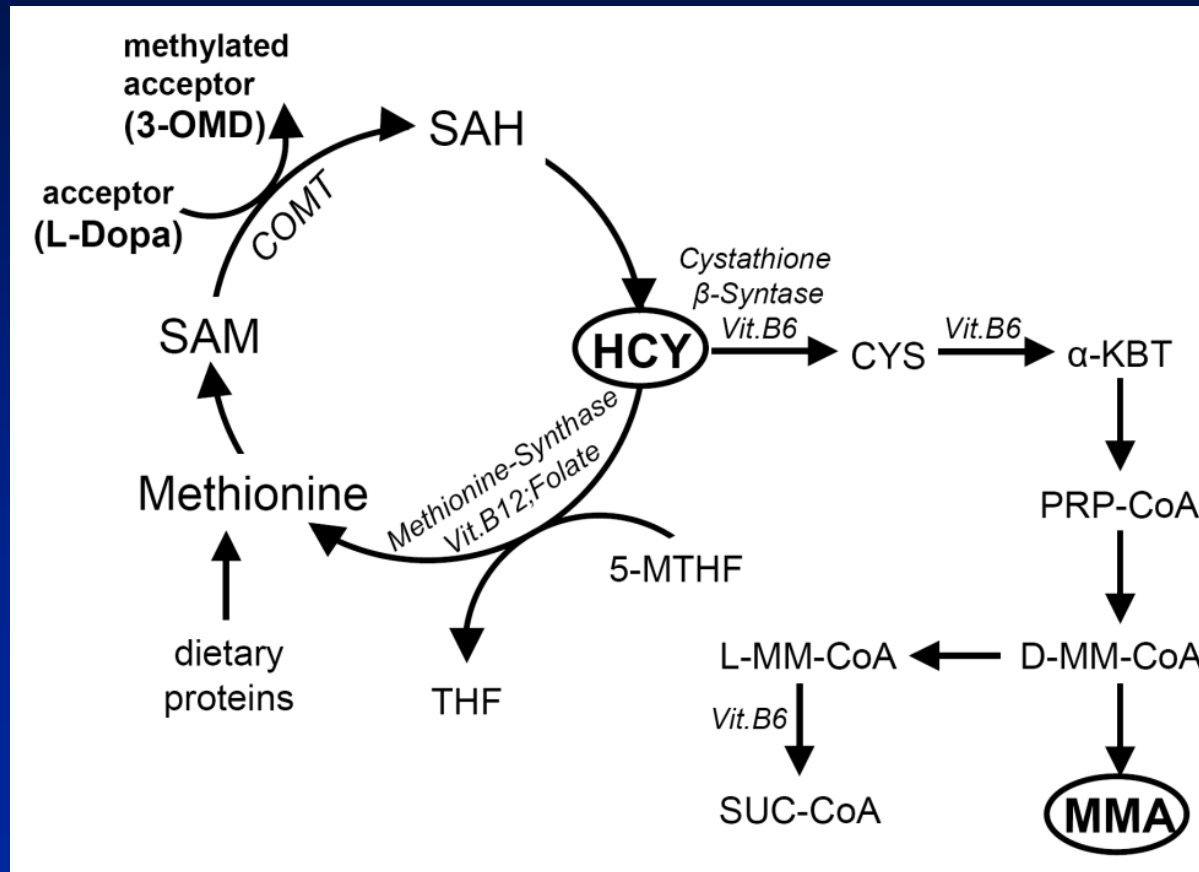 methylated
acceptor
(3-OMD)
SAH
acceptor
(L-Dopa)
COMT
Cystathione
β-Syntase
Vit.B6
Vit.B6
SAM
HCY
CYS
α-KBT
Methionine-Synthase
Vit.B12;Folate
Methionine
PRP-CoA
5-MTHF
dietary
proteins
THF
L-MM-CoA
D-MM-CoA
Vit.B6
SUC-CoA
MMA